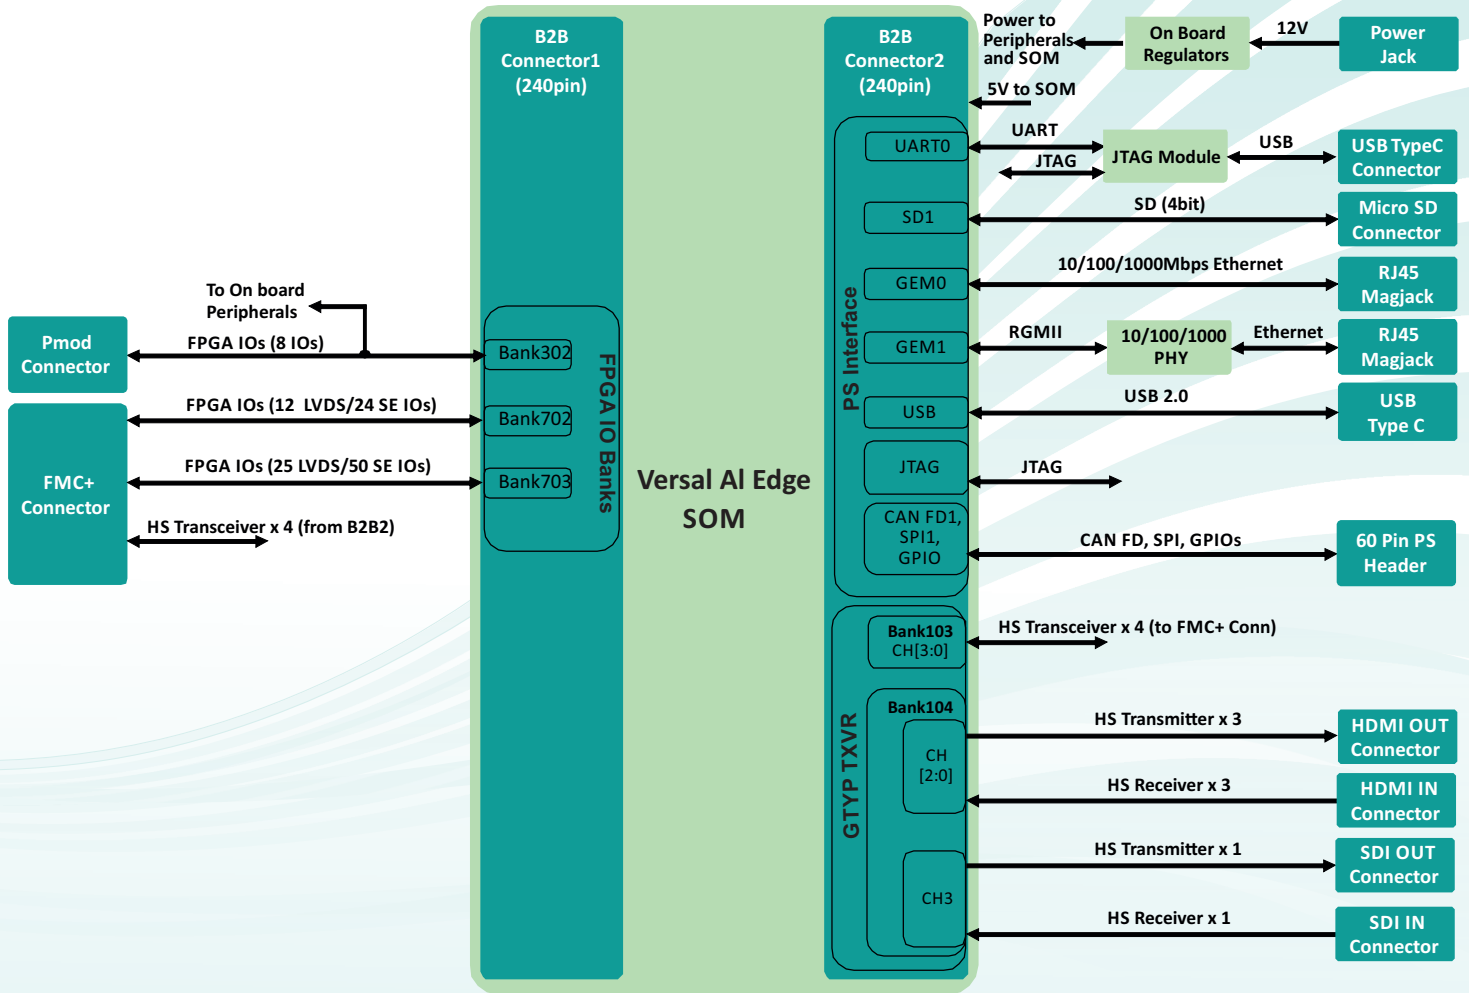 B2B
Connector1
(240pin)
B2B
Connector2
(240pin)
Power to
Peripherals
and SOM
On Board
Regulators
12V
Power
Jack
5V to SOM
UART0
UART
JTAG
JTAG Module
USB
USB TypeC
Connector
SD1
SD (4bit)
Micro SD
Connector
GEM0
10/100/1000Mbps Ethernet
RJ45
Magjack
GEM1
RGMII
10/100/1000
PHY
Ethernet
RJ45
Magjack
USB
USB 2.0
USB
Type C
JTAG
JTAG
CAN FD1,
SPI1,
GPIO
CAN FD, SPI, GPIOs
60 Pin PS
Header
PS Interface
To On board
Peripherals
Pmod
Connector
FPGA IOs (8 IOs)
Bank302
FPGA IOs (12 LVDS/24 SE IOs)
Bank702
FPGA IOs (25 LVDS/50 SE IOs)
Bank703
FMC+
Connector
HS Transceiver x 4 (from B2B2)
FPGA IO Banks
Versal AI Edge
SOM
Bank103
CH[3:0]
HS Transceiver x 4 (to FMC+ Conn)
Bank104
CH
[2:0]
HS Transmitter x 3
HDMI OUT
Connector
HS Receiver x 3
HDMI IN
Connector
GTYP TXVR
CH3
HS Transmitter x 1
SDI OUT
Connector
HS Receiver x 1
SDI IN
Connector